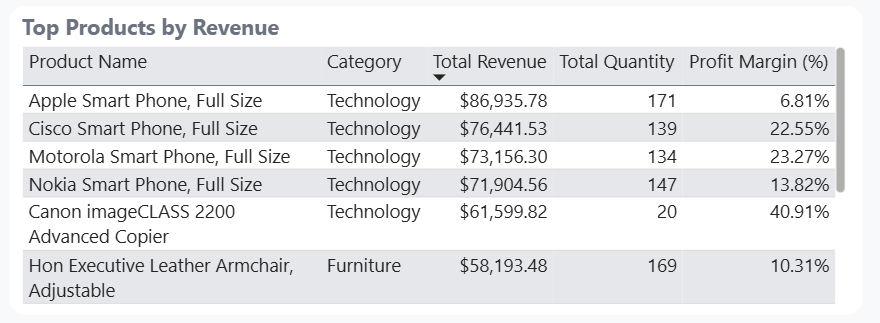 Top Products by Revenue
Product Name Category Total Revenue Total Quantity Profit Margin (%)
Apple Smart Phone, Full Size Technology $86,935.78 171 6.81%
Cisco Smart Phone, Full Size Technology $76,441.53 139 22.55%
Motorola Smart Phone, Full Size Technology $73,156.30 134 23.27%
Nokia Smart Phone, Full Size Technology $71,904.56 147 13.82%
Canon imageCLASS 2200 Technology $61,599.82 20 40.91%
Advanced Copier
Hon Executive Leather Armchair, Furniture $58,193.48 169 10.31%
Adjustable